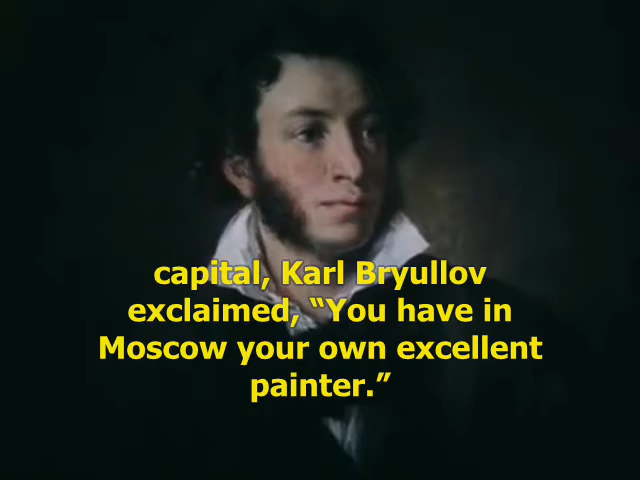 capital, Karl Bryullov
exclaimed, “You have in
Moscow your own excellent
painter.”